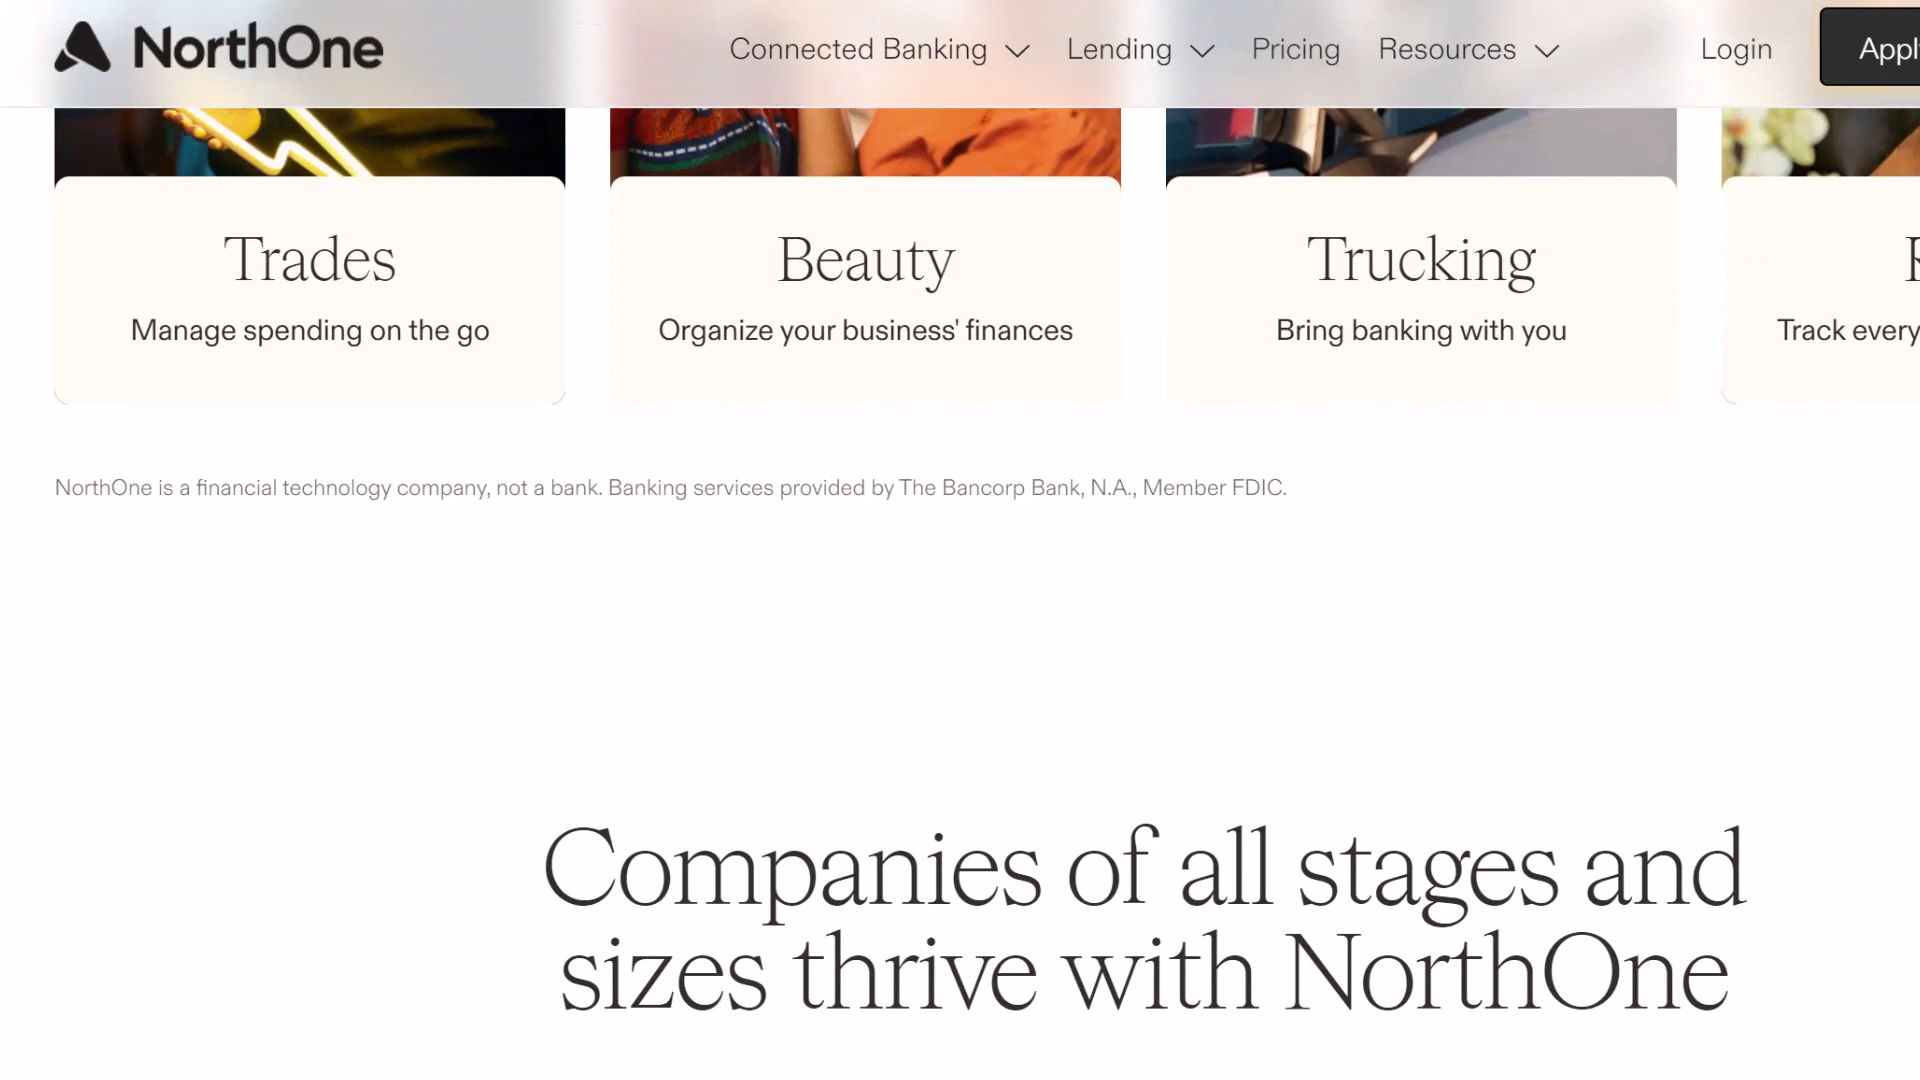 NorthOne
Connected Banking
Lending
Pricing
Resources
Login
Trades
Manage spending on the go
Beauty
Organize your business' finances
Trucking
Bring banking with you
Track every
NorthOne is a financial technology company, not a bank. Banking services provided by The Bancorp Bank, N.A., Member FDIC.
Companies of all stages and
sizes thrive with NorthOne